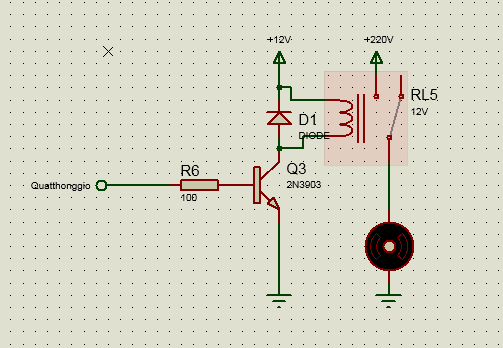 +12V
+220V
RL5
12V
D1
DIODE
Q3
2N3903
R6
100
Quatthonggio